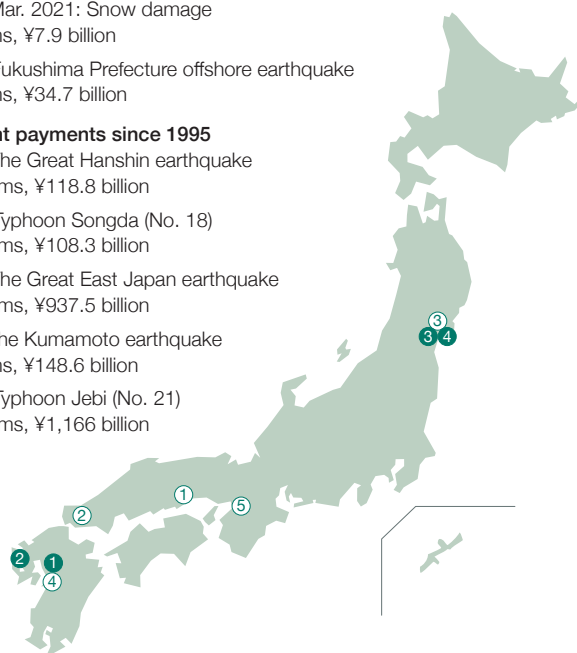 Mar. 2021: Snow damage
ns, ¥7.9 billion
Fukushima Prefecture offshore earthquake
ns, ¥34.7 billion
nt payments since 1995
The Great Hanshin earthquake
ms, ¥118.8 billion
Typhoon Songda (No. 18)
ms, ¥108.3 billion
The Great East Japan earthquake
ms, ¥937.5 billion
he Kumamoto earthquake
ns, ¥148.6 billion
Typhoon Jebi (No. 21)
ms, ¥1,166 billion
3
3 4
1
5
2
2
1
4